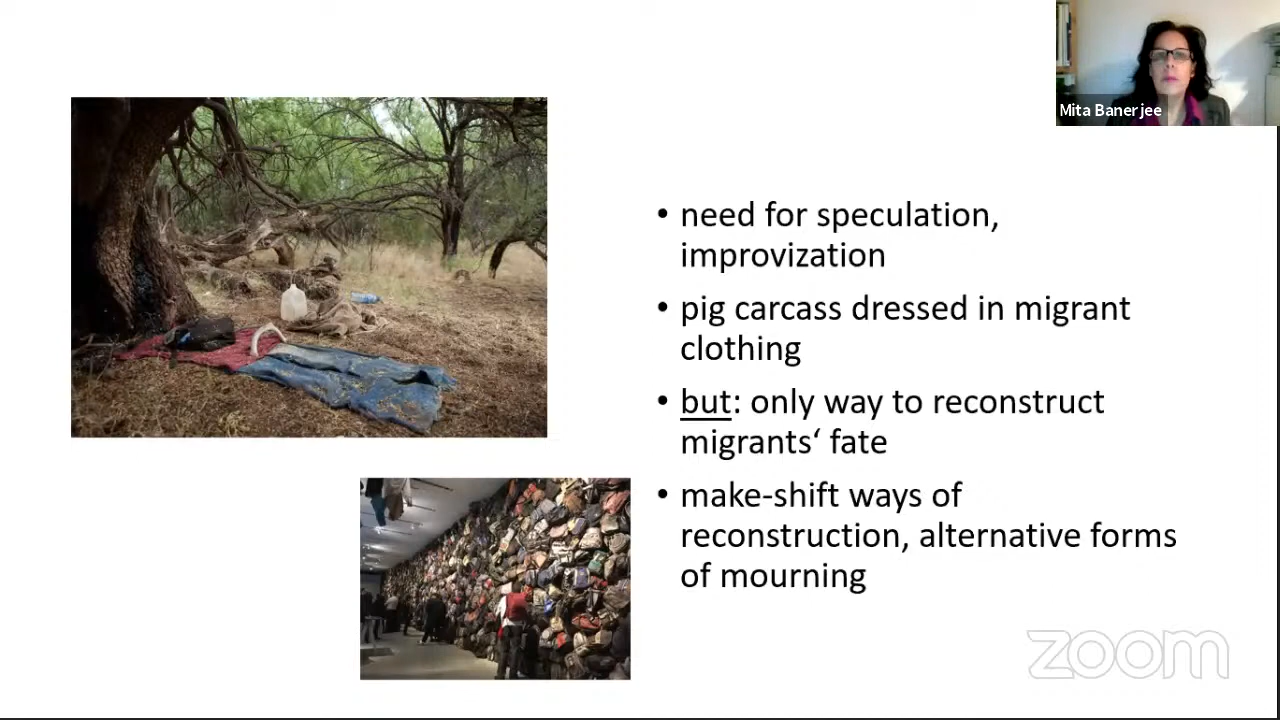 Mita Banerjee
• need for speculation,
improvization
• pig carcass dressed in migrant
clothing
• but: only way to reconstruct
migrants‘ fate
• make-shift ways of
reconstruction, alternative forms
of mourning
zoom